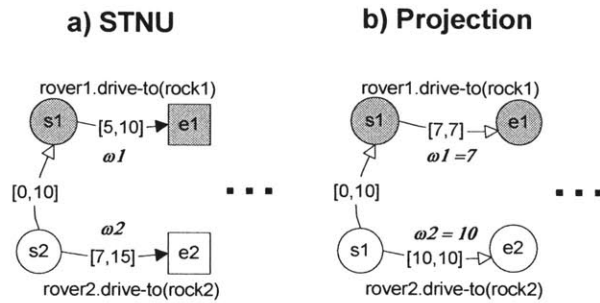 a) STNU
b) Projection
rover1.drive-to(rock1)
s1
[5,10]
e1
ω1
[0,10]
ω2
s2
[7,15]
e2
rover2.drive-to(rock2)
...
rover1.drive-to(rock1)
s1
[7,7]
e1
ω1 =7
[0,10]
ω2 = 10
s1
[10,10]
e2
rover2.drive-to(rock2)
...